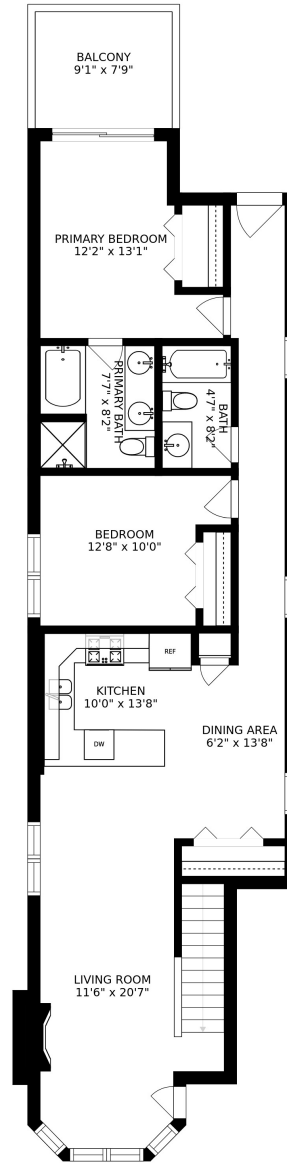 BALCONY
9'1" x 7'9"
PRIMARY BEDROOM
12'2" x 13'1"
PRIMARY BATH
7'7" x 8'2"
BATH
4'7" x 8'2"
BEDROOM
12'8" x 10'0"
REF
KITCHEN
10'0" x 13'8"
DW
DINING AREA
6'2" x 13'8"
LIVING ROOM
11'6" x 20'7"